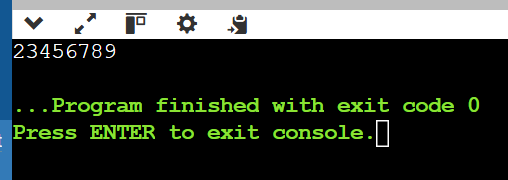 23456789
...Program finished with exit code 0
Press ENTER to exit console.